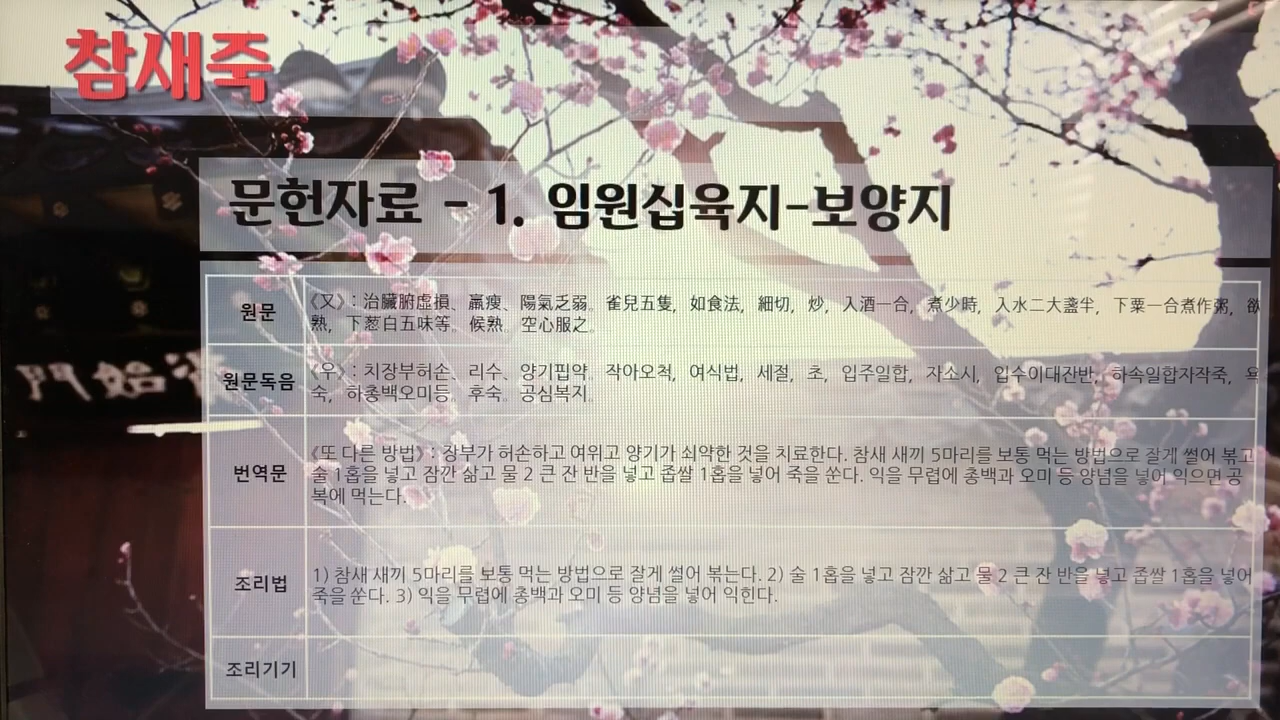 참새죽
문헌자료 - 1. 임원십육지-보양지
원문
《又》: 治臟腑虛損、羸瘦、陽氣乏弱。雀兒五隻, 如食法, 細切, 炒, 入酒一合, 煮少時, 入水二大盞半, 下粟一合煮作粥, 欲
熟, 下葱白五味等。候熟。空心服之。
원문독음
《우》: 치장부허손、리수、양기핍약。작아오척, 여식법, 세절, 초, 입주일합, 자소시, 입수이대잔반, 하속일합자작죽, 욕
숙, 하총백오미등。후숙。공심복지。
번역문
《또 다른 방법》: 장부가 허손하고 여위고 양기가 쇠약한 것을 치료한다. 참새 새끼 5마리를 보통 먹는 방법으로 잘게 썰어 볶고
술 1홉을 넣고 잠깐 삶고 물 2 큰 잔 반을 넣고 좁쌀 1홉을 넣어 죽을 쑨다. 익을 무렵에 총백과 오미 등 양념을 넣어 익으면 공
복에 먹는다.
조리법
1) 참새 새끼 5마리를 보통 먹는 방법으로 잘게 썰어 볶는다. 2) 술 1홉을 넣고 잠깐 삶고 물 2 큰 잔 반을 넣고 좁쌀 1홉을 넣어
죽을 쑨다. 3) 익을 무렵에 총백과 오미 등 양념을 넣어 익힌다.
조리기기